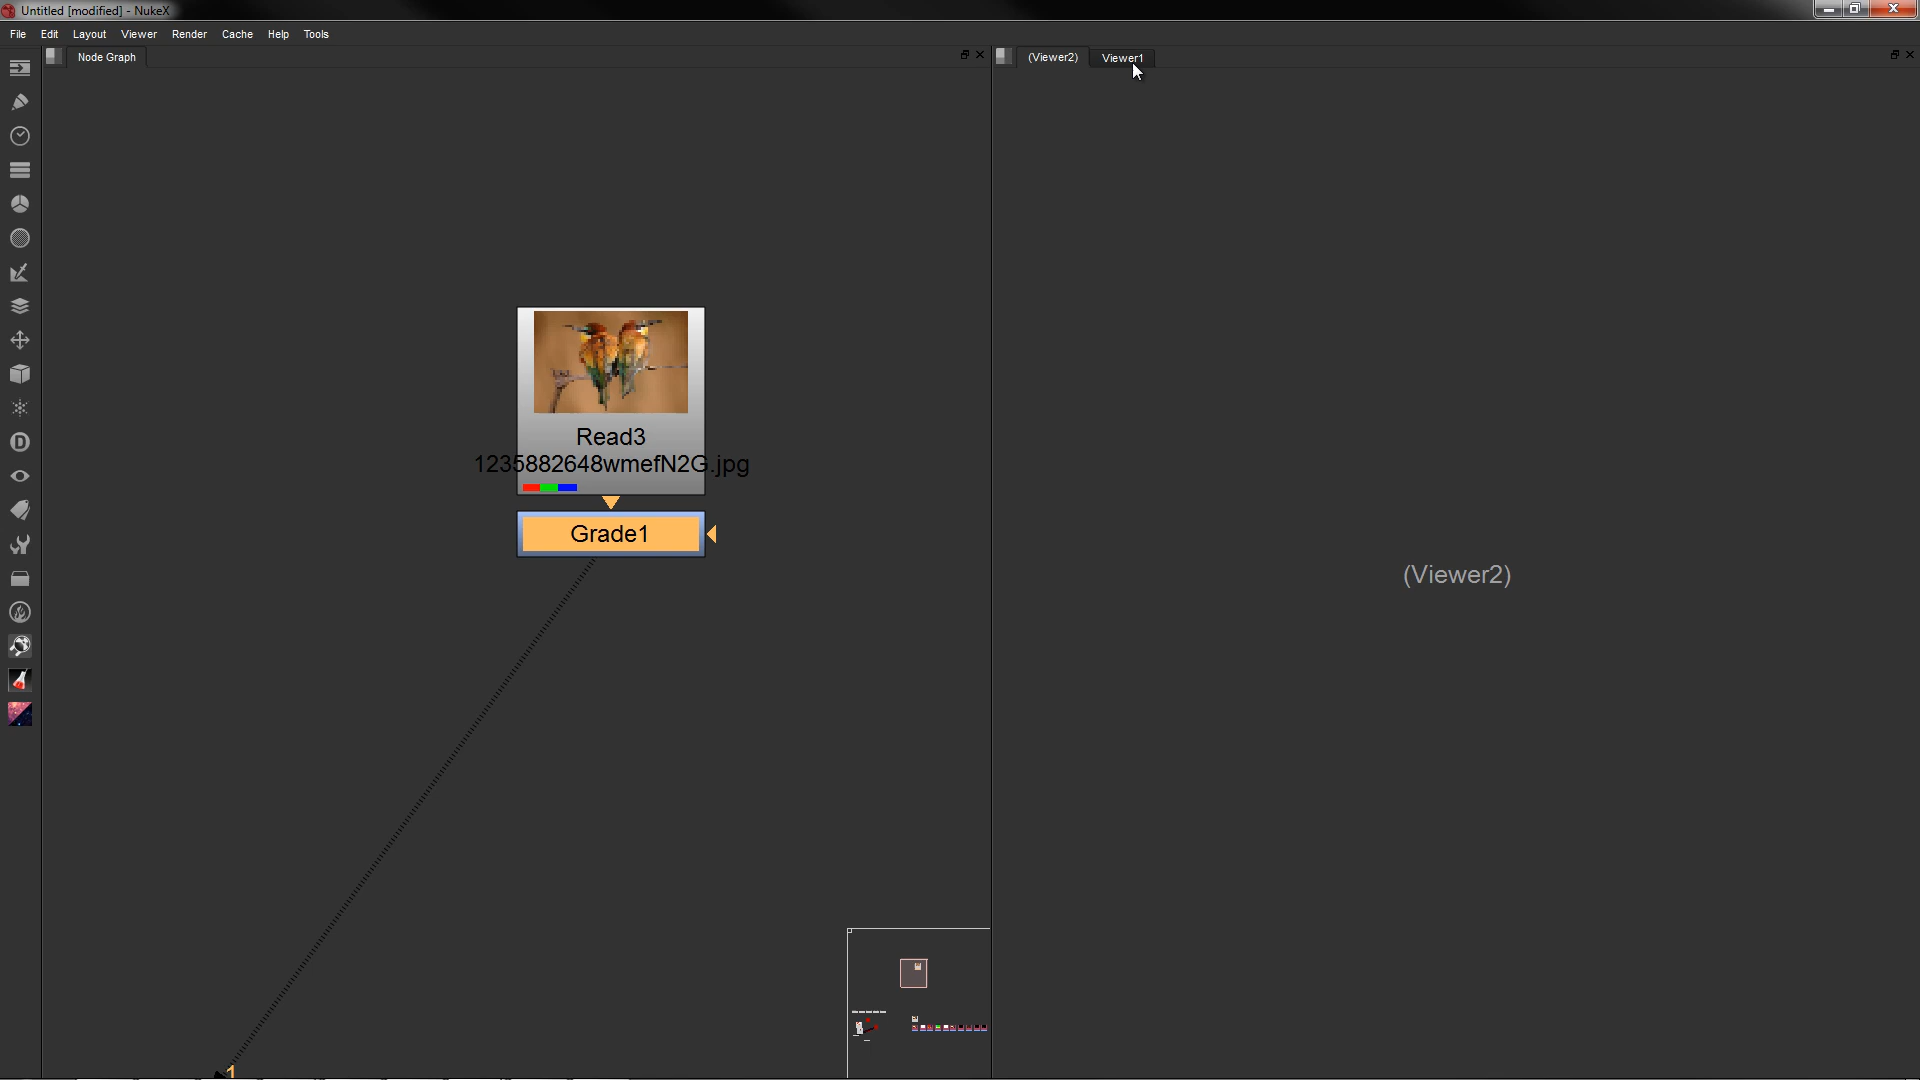 Untitled [modified] - NukeX
File Edit Layout Viewer Render Cache Help Tools
Node Graph
(Viewer2) Viewer1
Read3
1235882648wmefN2G.jpg
Grade1
(Viewer2)
1